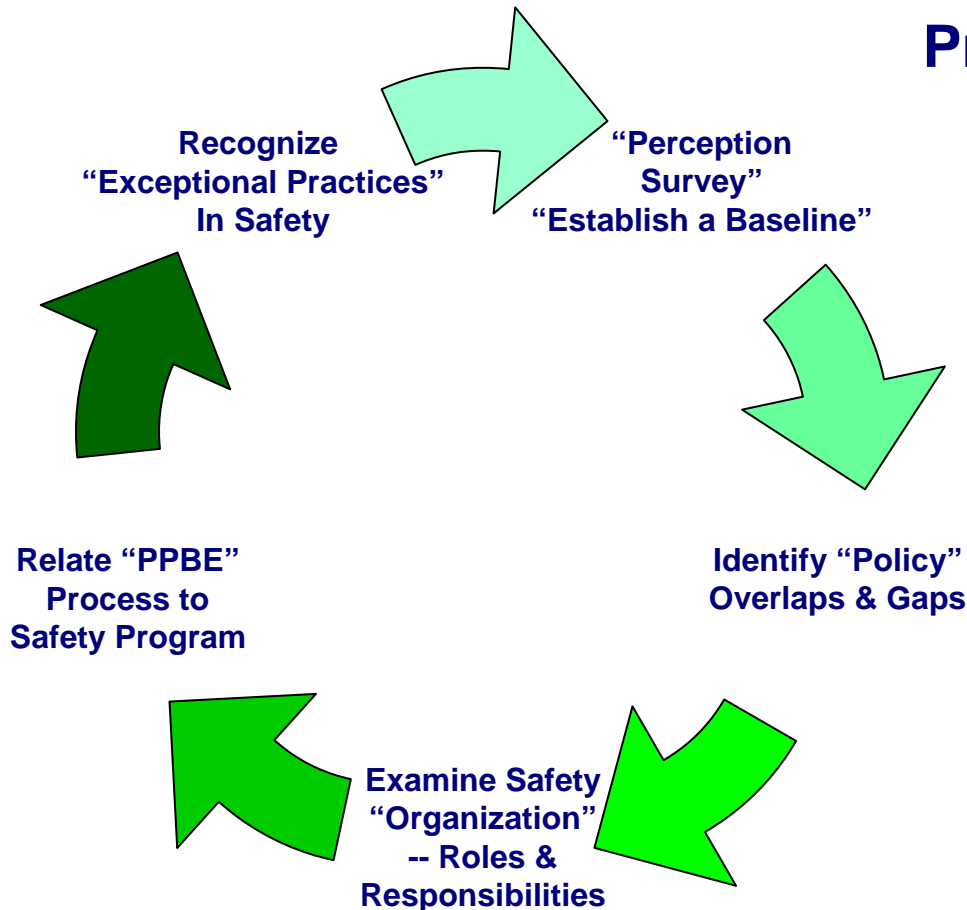 Recognize
“Exceptional Practices”
In Safety
“Perception
Survey”
“Establish a Baseline”
Identify “Policy”
Overlaps & Gaps
Examine Safety
“Organization”
-- Roles &
Responsibilities
Relate “PPBE”
Process to
Safety Program